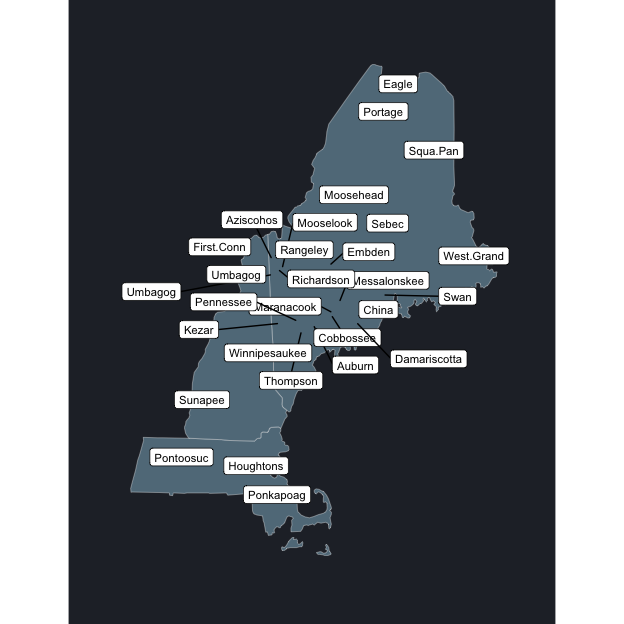 Eagle
Portage
Squa.Pan
Moosehead
Aziscohos
Mooselook
Sebec
First.Conn
Rangeley
Embden
West.Grand
Umbagog
Richardson
Messalonskee
Umbagog
Swan
Pennessee
Maranacook
China
Kezar
Cobbossee
Winnipesaukee
Damariscotta
Auburn
Thompson
Sunapee
Pontoosuc
Houghtons
Ponkapoag